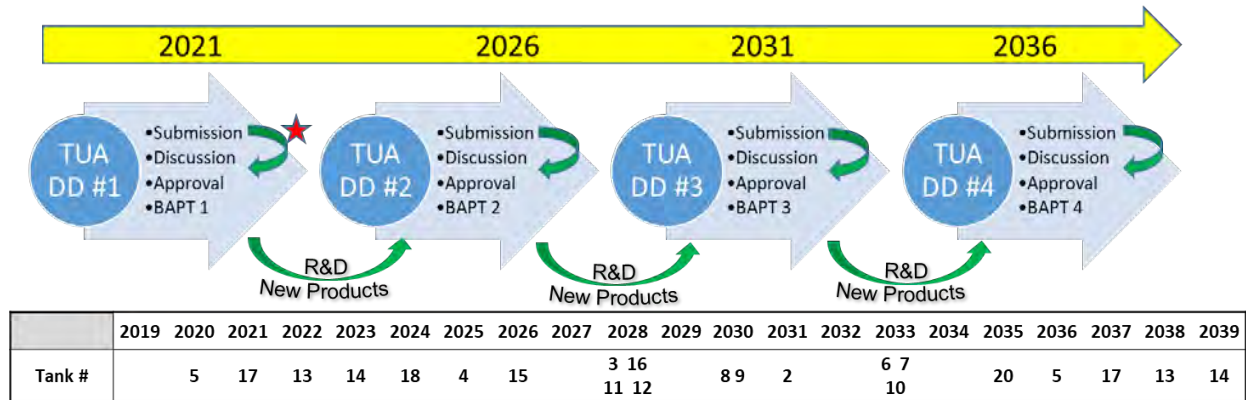 2021 2026 2031 2036
TUA
DD #1
•Submission
•Discussion
•Approval
•BAPT 1
TUA
DD #2
•Submission
•Discussion
•Approval
•BAPT 2
TUA
DD #3
•Submission
•Discussion
•Approval
•BAPT 3
TUA
DD #4
•Submission
•Discussion
•Approval
•BAPT 4
R&D
New Products
R&D
New Products
R&D
New Products
2019 2020 2021 2022 2023 2024 2025 2026 2027 2028 2029 2030 2031 2032 2033 2034 2035 2036 2037 2038 2039
Tank # 5 17 13 14 18 4 15 3 16 8 9 2 6 7 20 5 17 13 14
11 12 10